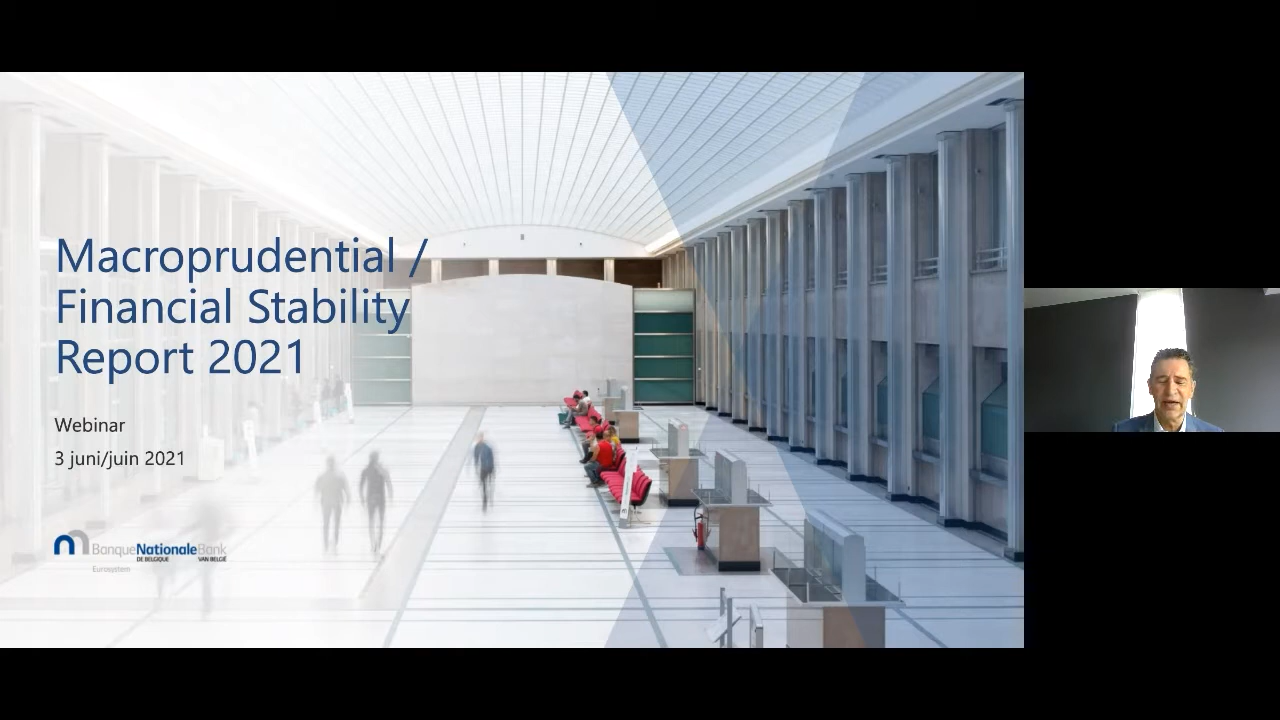 Macroprudential /
Financial Stability
Report 2021
Webinar
3 juni/juin 2021
BanqueNationaleBank
DE BELGIQUE VAN BELGIË
Eurosystem